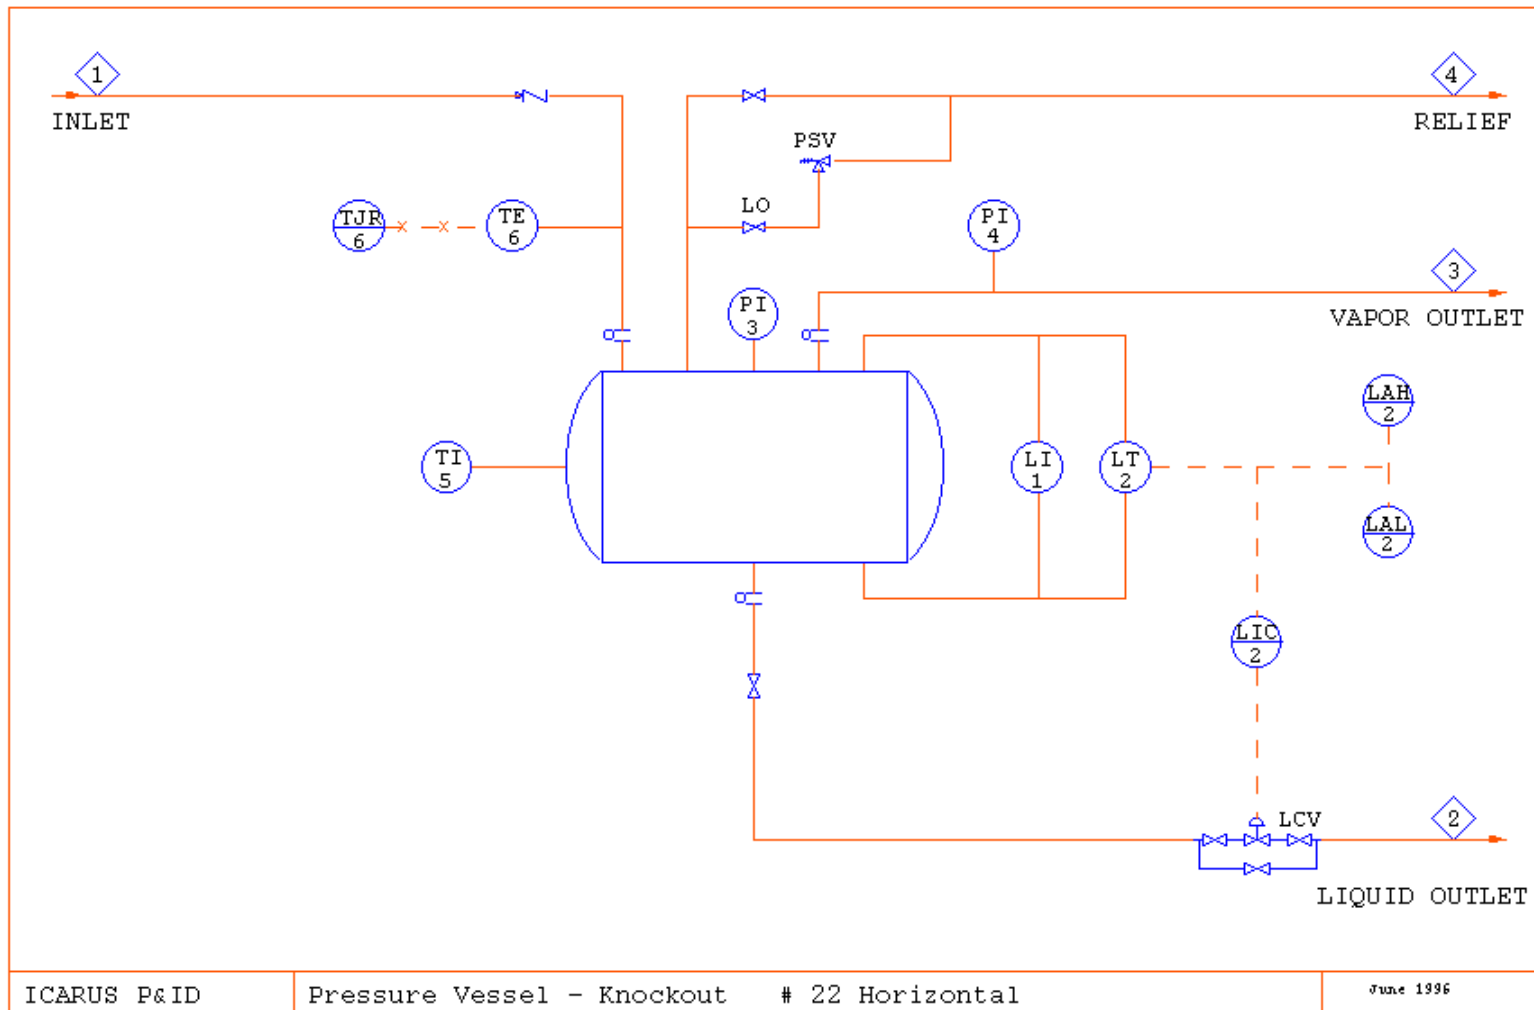 1
INLET
4
RELIEF
PSV
TJR
6
TE
6
LO
PI
4
3
VAPOR OUTLET
PI
3
LAH
2
TI
5
LI
1
LT
2
LAL
2
LIC
2
LCV
2
LIQUID OUTLET
ICARUS P&ID
Pressure Vessel - Knockout # 22 Horizontal
June 1996